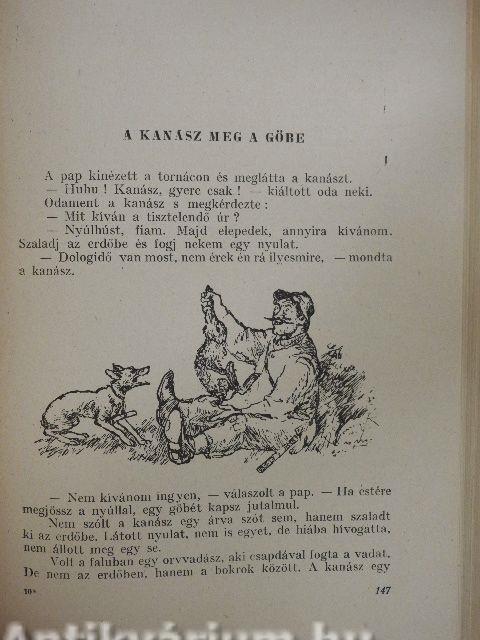 A KANÁSZ MEG A GÖBE
A pap kinézett a tornácon és meglátta a kanászt.
— Huhu! Kanász, gyere csak! — kiáltott oda neki.
Odament a kanász s megkérdezte:
— Mit kíván a tisztelendő úr?
— Nyúlhúst, fiam. Majd elepedek, annyira kívánom.
Szaladj az erdőbe és fogj nekem egy nyulat.
— Dologidő van most, nem érek én rá ilyesmire, — mondta
a kanász.
— Nem kívánom ingyen, — válaszolt a pap. — Ha estére
megjössz a nyúllal, egy göbét kapsz jutalmul.
Nem szólt a kanász egy árva szót sem, hanem szaladt
ki az erdőbe. Látott nyulat, nem is egyet, de hiába hívogatta,
nem állott meg egy se.
Volt a faluban egy orvvadász, aki csapdával fogta a vadat.
De nem az erdőben, hanem a bokrok között. A kanász egy
10*
147
Antikvárium.hu